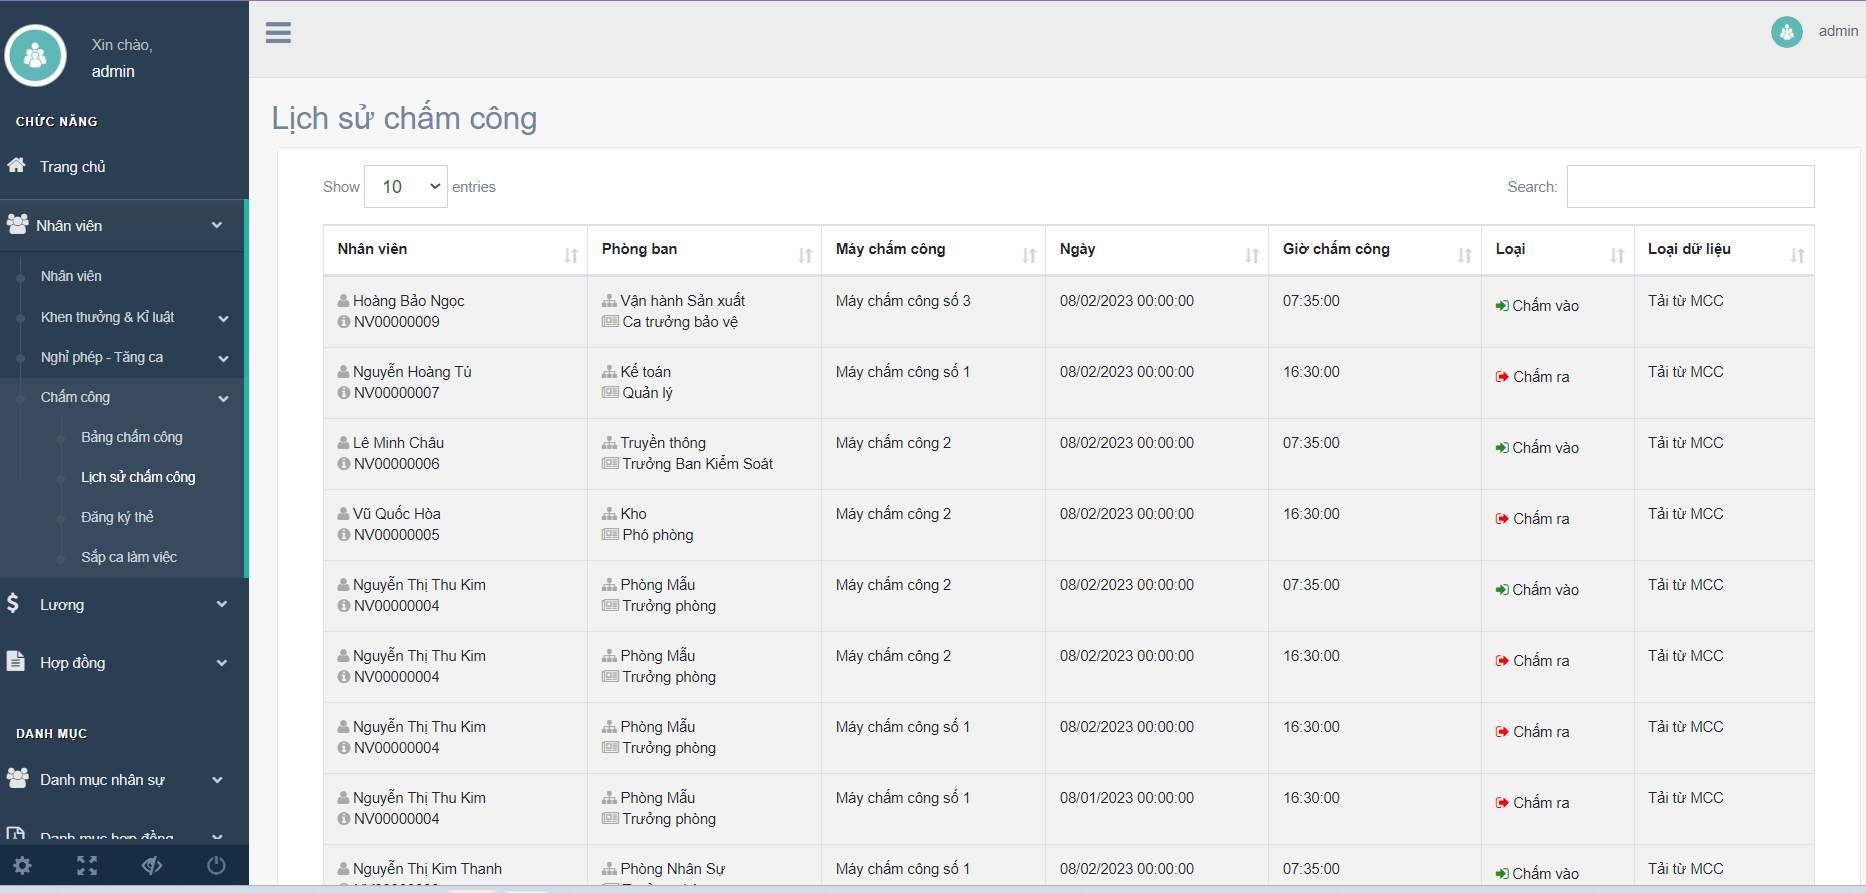 Xin chào,
admin
CHỨC NĂNG
Trang chủ
Nhân viên
Nhân viên
Khen thưởng & Kỉ luật
Nghỉ phép - Tăng ca
Chấm công
Bảng chấm công
Lịch sử chấm công
Đăng ký thẻ
Sắp ca làm việc
Lương
Hợp đồng
DANH MỤC
Danh mục nhân sự
Danh mục hợp đồng
admin
Lịch sử chấm công
Show 10 entries
Search:
Nhân viên Phòng ban Máy chấm công Ngày Giờ chấm công Loại Loại dữ liệu
Hoàng Bảo Ngọc Vận hành Sản xuất Máy chấm công số 3 08/02/2023 00:00:00 07:35:00 Chấm vào Tải từ MCC
NV00000009 Ca trưởng bảo vệ
Nguyễn Hoàng Tú Kế toán Máy chấm công số 1 08/02/2023 00:00:00 16:30:00 Chấm ra Tải từ MCC
NV00000007 Quản lý
Lê Minh Châu Truyền thông Máy chấm công 2 08/02/2023 00:00:00 07:35:00 Chấm vào Tải từ MCC
NV00000006 Trưởng Ban Kiểm Soát
Vũ Quốc Hòa Kho Máy chấm công 2 08/02/2023 00:00:00 16:30:00 Chấm ra Tải từ MCC
NV00000005 Phó phòng
Nguyễn Thị Thu Kim Phòng Mẫu Máy chấm công 2 08/02/2023 00:00:00 07:35:00 Chấm vào Tải từ MCC
NV00000004 Trưởng phòng
Nguyễn Thị Thu Kim Phòng Mẫu Máy chấm công 2 08/02/2023 00:00:00 16:30:00 Chấm ra Tải từ MCC
NV00000004 Trưởng phòng
Nguyễn Thị Thu Kim Phòng Mẫu Máy chấm công số 1 08/02/2023 00:00:00 16:30:00 Chấm ra Tải từ MCC
NV00000004 Trưởng phòng
Nguyễn Thị Thu Kim Phòng Mẫu Máy chấm công số 1 08/01/2023 00:00:00 16:30:00 Chấm ra Tải từ MCC
NV00000004 Trưởng phòng
Nguyễn Thị Kim Thanh Phòng Nhân Sự Máy chấm công số 1 08/02/2023 00:00:00 07:35:00 Chấm vào Tải từ MCC